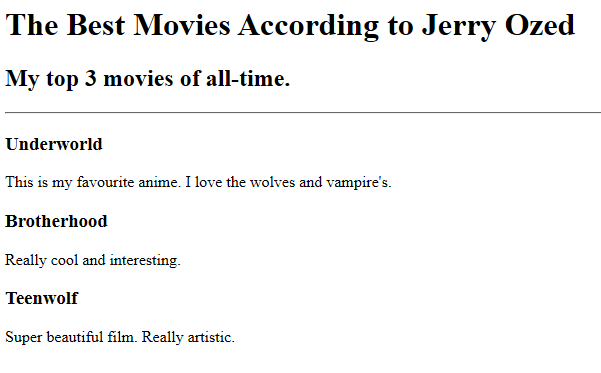 The Best Movies According to Jerry Ozed
My top 3 movies of all-time.
Underworld
This is my favourite anime. I love the wolves and vampire's.
Brotherhood
Really cool and interesting.
Teenwolf
Super beautiful film. Really artistic.